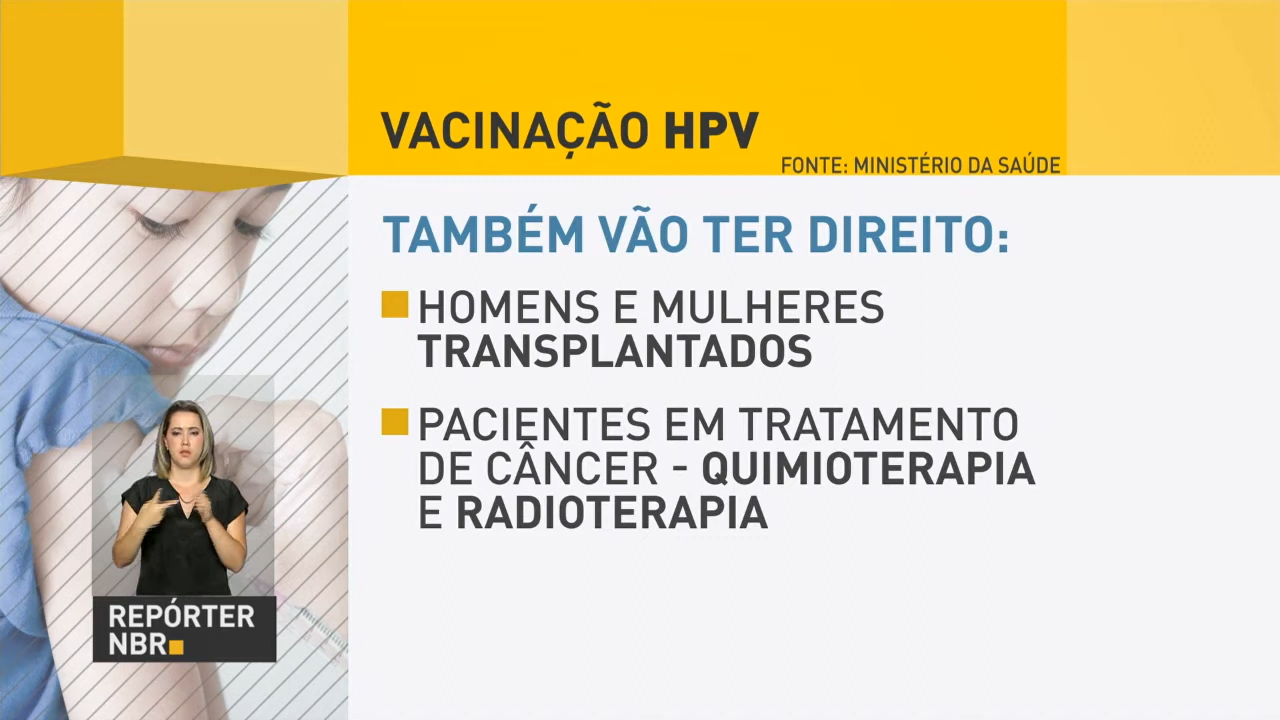 VACINAÇÃO HPV
FONTE: MINISTÉRIO DA SAÚDE
TAMBÉM VÃO TER DIREITO:
HOMENS E MULHERES
TRANSPLANTADOS
PACIENTES EM TRATAMENTO
DE CÂNCER - QUIMIOTERAPIA
E RADIOTERAPIA
REPÓRTER
NBR